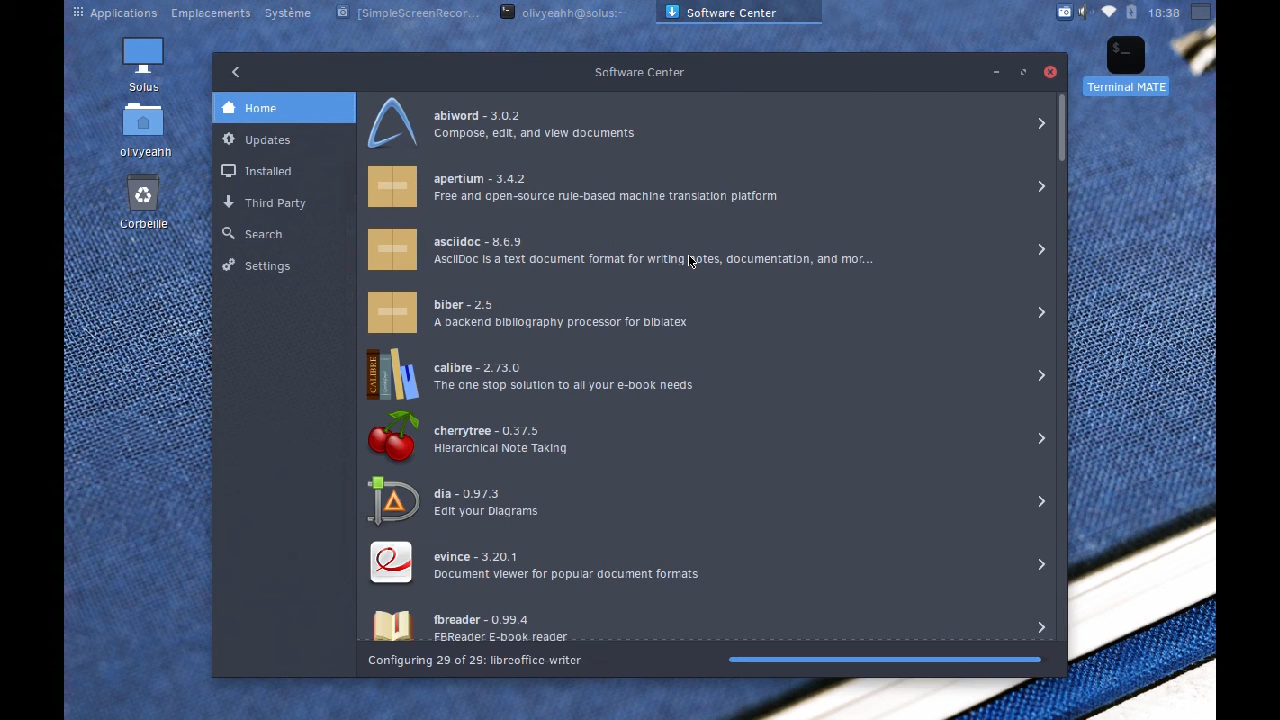 Applications Emplacements Système [SimpleScreenRecor... olivyeahh@solus:~ Software Center 18:38
Solus
olivyeahh
Corbeille
$_
Terminal MATE
Software Center
Home
Updates
Installed
Third Party
Search
Settings
abiword - 3.0.2
Compose, edit, and view documents
apertium - 3.4.2
Free and open-source rule-based machine translation platform
asciidoc - 8.6.9
AsciiDoc is a text document format for writing notes, documentation, and mor...
biber - 2.5
A backend bibliography processor for biblatex
CALIBRE
calibre - 2.73.0
The one stop solution to all your e-book needs
cherrytree - 0.37.5
Hierarchical Note Taking
dia - 0.97.3
Edit your Diagrams
evince - 3.20.1
Document viewer for popular document formats
fbreader - 0.99.4
FBReader E-book reader
Configuring 29 of 29: libreoffice-writer